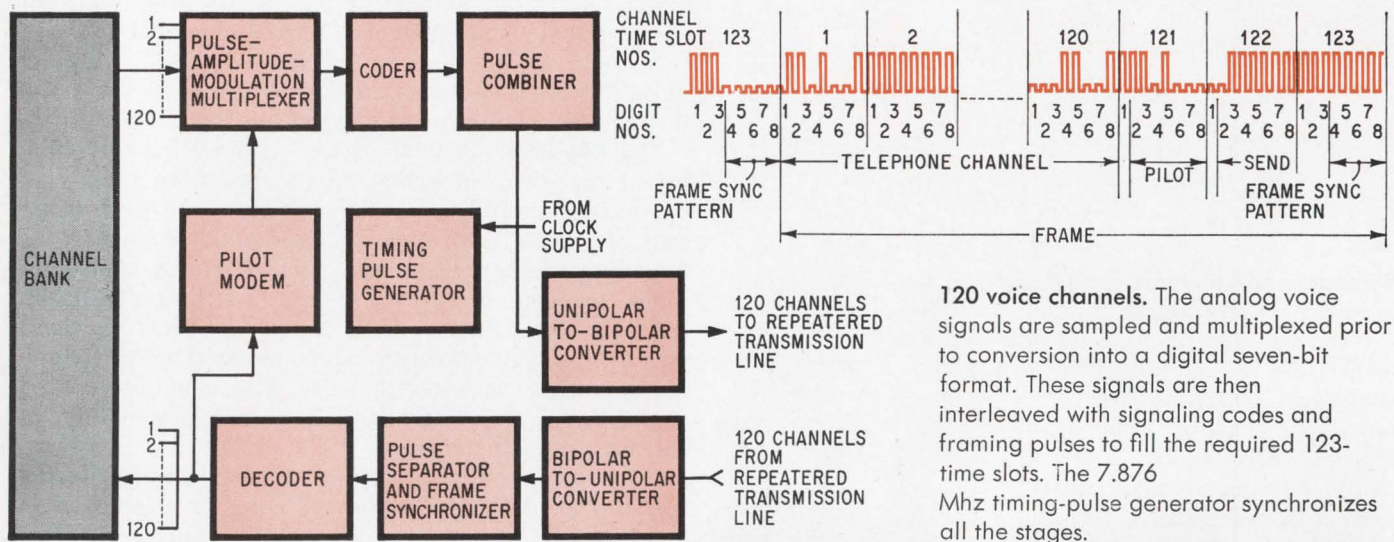 CHANNEL
BANK
1
2
120
PULSE–
AMPLITUDE–
MODULATION
MULTIPLEXER
CODER
PULSE
COMBINER
PILOT
MODEM
TIMING
PULSE
GENERATOR
FROM
CLOCK
SUPPLY
UNIPOLAR
TO–BIPOLAR
CONVERTER
120 CHANNELS
TO REPEATERED
TRANSMISSION
LINE
1
2
120
DECODER
PULSE
SEPARATOR
AND FRAME
SYNCHRONIZER
BIPOLAR
TO–UNIPOLAR
CONVERTER
120 CHANNELS
FROM
REPEATERED
TRANSMISSION
LINE
CHANNEL
TIME SLOT
NOS.
123 1 2 120 121 122 123
DIGIT
NOS.
1 3 5 7 1 3 5 7 1 3 5 7 1 3 5 7 1 3 5 7 1 3 5 7 1 3 5 7
2 4 6 8 2 4 6 8 2 4 6 8 2 4 6 8 2 4 6 8 2 4 6 8 2 4 6 8
FRAME SYNC
PATTERN
TELEPHONE CHANNEL
PILOT
SEND
FRAME SYNC
PATTERN
FRAME
120 voice channels. The analog voice
signals are sampled and multiplexed prior
to conversion into a digital seven-bit
format. These signals are then
interleaved with signaling codes and
framing pulses to fill the required 123-
time slots. The 7.876
Mhz timing-pulse generator synchronizes
all the stages.